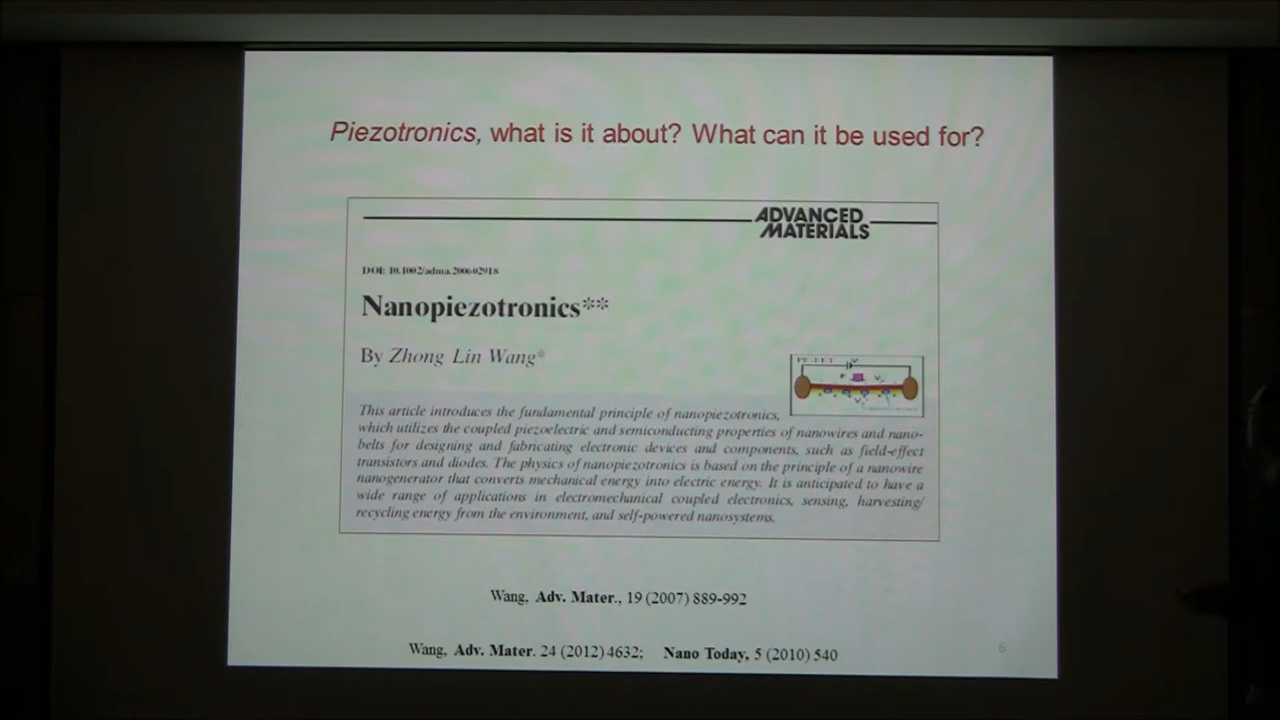 Piezotronics, what is it about? What can it be used for?
ADVANCED
MATERIALS
DOI: 10.1002/adma.200602918
Nanopiezotronics**
By Zhong Lin Wang*
PE-FET
This article introduces the fundamental principle of nanopiezotronics,
which utilizes the coupled piezoelectric and semiconducting properties of nanowires and nano-
belts for designing and fabricating electronic devices and components, such as field-effect
transistors and diodes. The physics of nanopiezotronics is based on the principle of a nanowire
nanogenerator that converts mechanical energy into electric energy. It is anticipated to have a
wide range of applications in electromechanical coupled electronics, sensing, harvesting/
recycling energy from the environment, and self-powered nanosystems.
Wang, Adv. Mater., 19 (2007) 889-992
Wang, Adv. Mater. 24 (2012) 4632; Nano Today, 5 (2010) 540
6